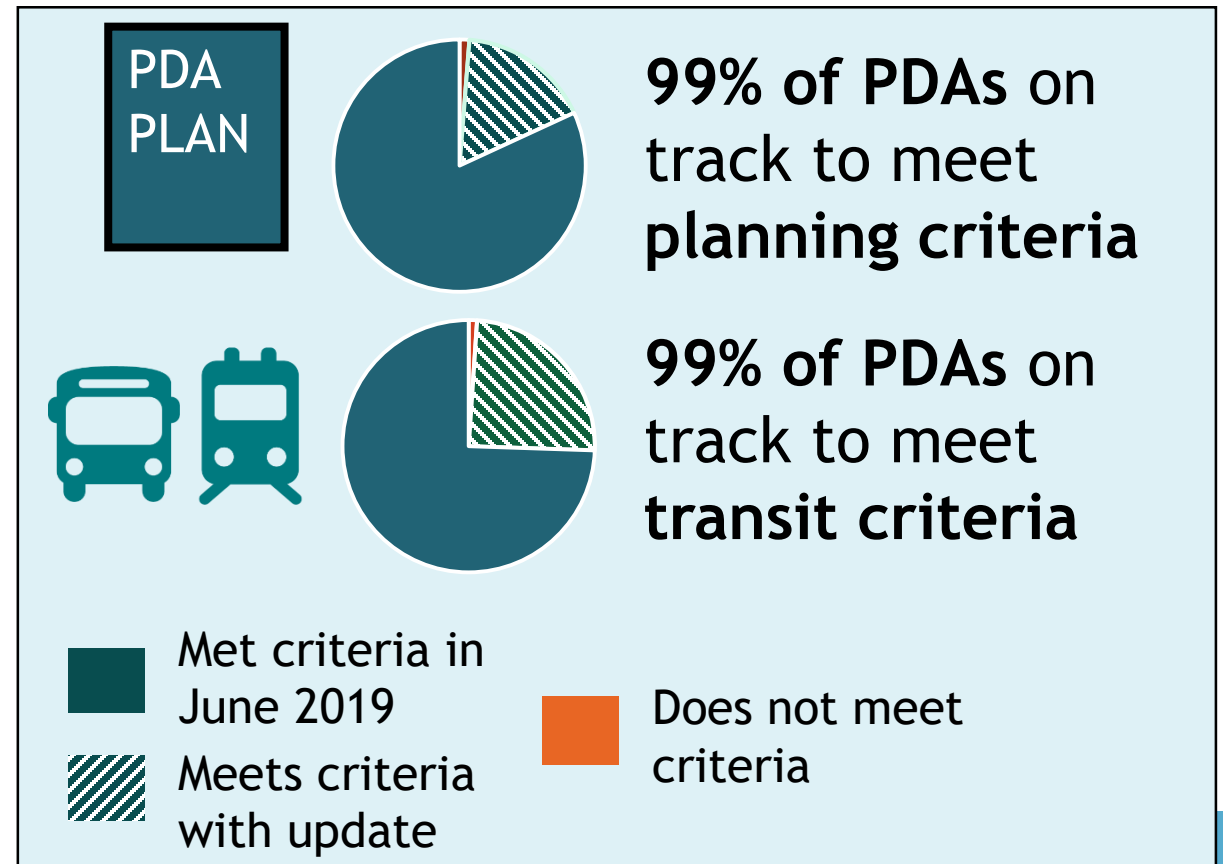 PDA
PLAN
99% of PDAs on
track to meet
planning criteria
99% of PDAs on
track to meet
transit criteria
Met criteria in
June 2019
Meets criteria
with update
Does not meet
criteria